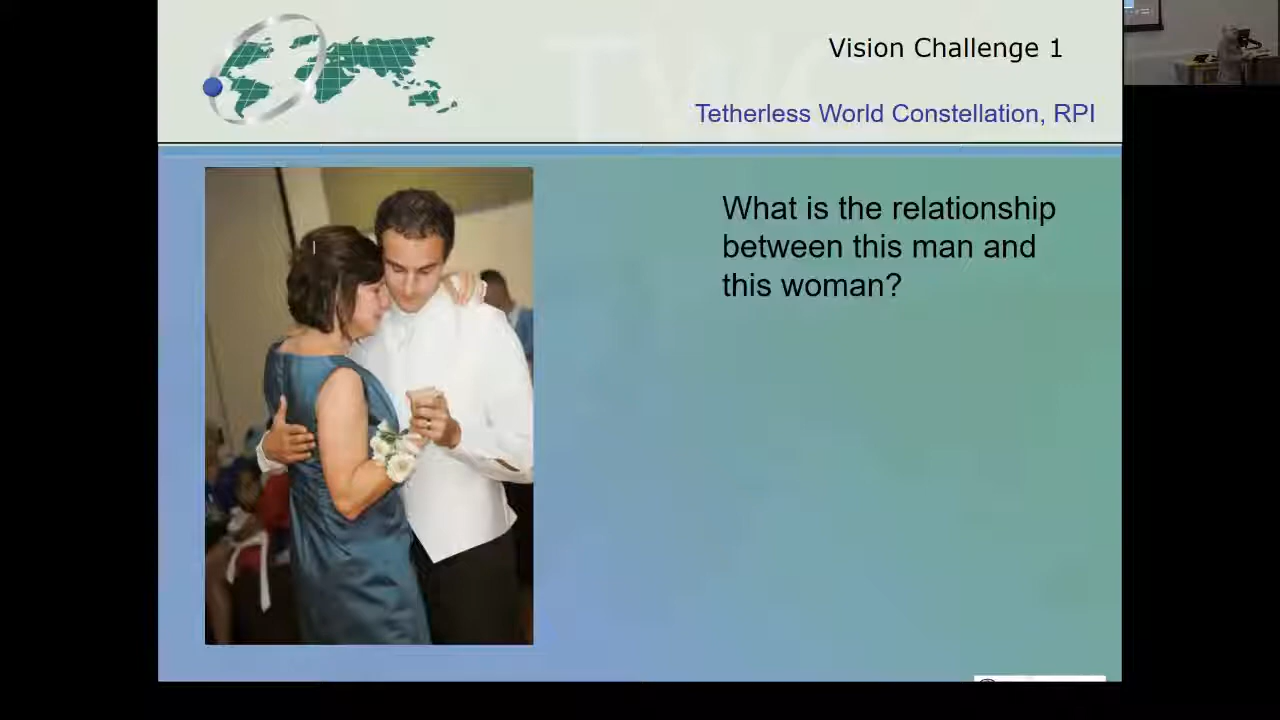 Vision Challenge 1
Tetherless World Constellation, RPI
What is the relationship
between this man and
this woman?